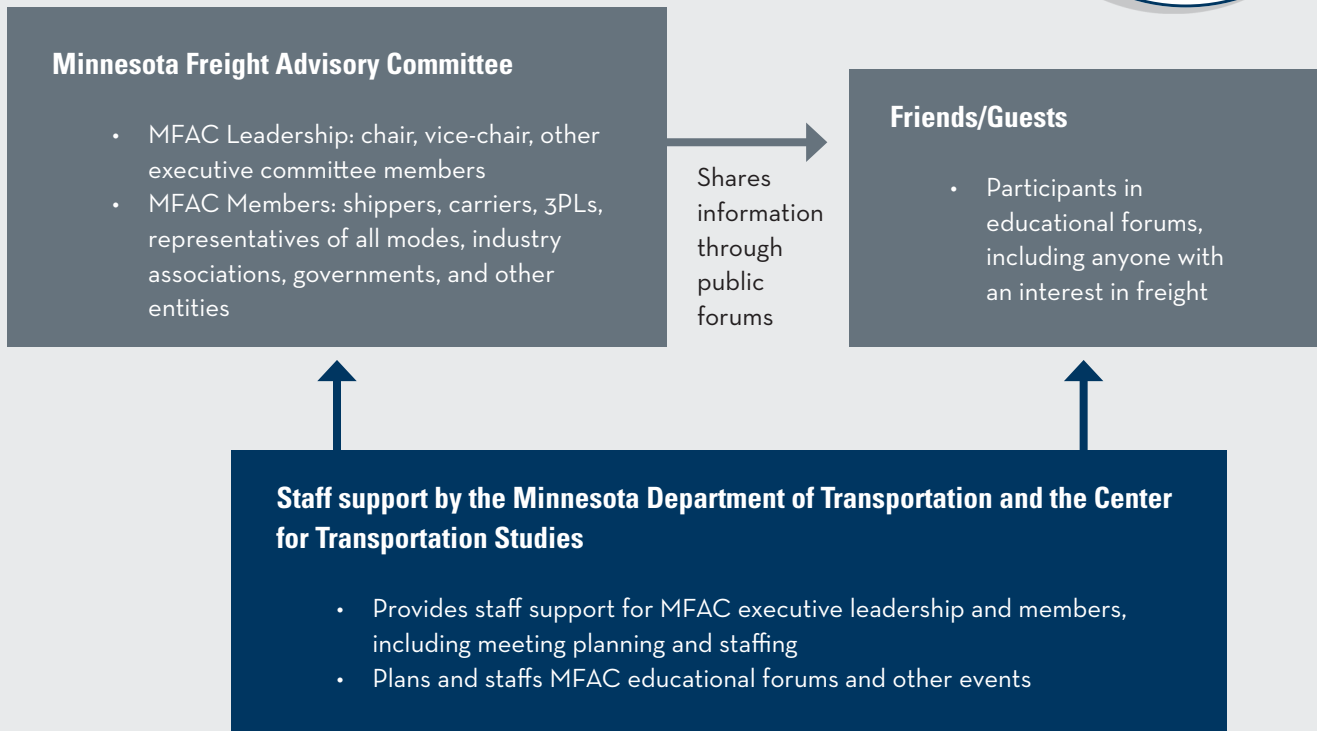 Minnesota Freight Advisory Committee
• MFAC Leadership: chair, vice-chair, other
executive committee members
• MFAC Members: shippers, carriers, 3PLs,
representatives of all modes, industry
associations, governments, and other
entities
Shares
information
through
public
forums
Friends/Guests
• Participants in
educational forums,
including anyone with
an interest in freight
Staff support by the Minnesota Department of Transportation and the Center
for Transportation Studies
• Provides staff support for MFAC executive leadership and members,
including meeting planning and staffing
• Plans and staffs MFAC educational forums and other events